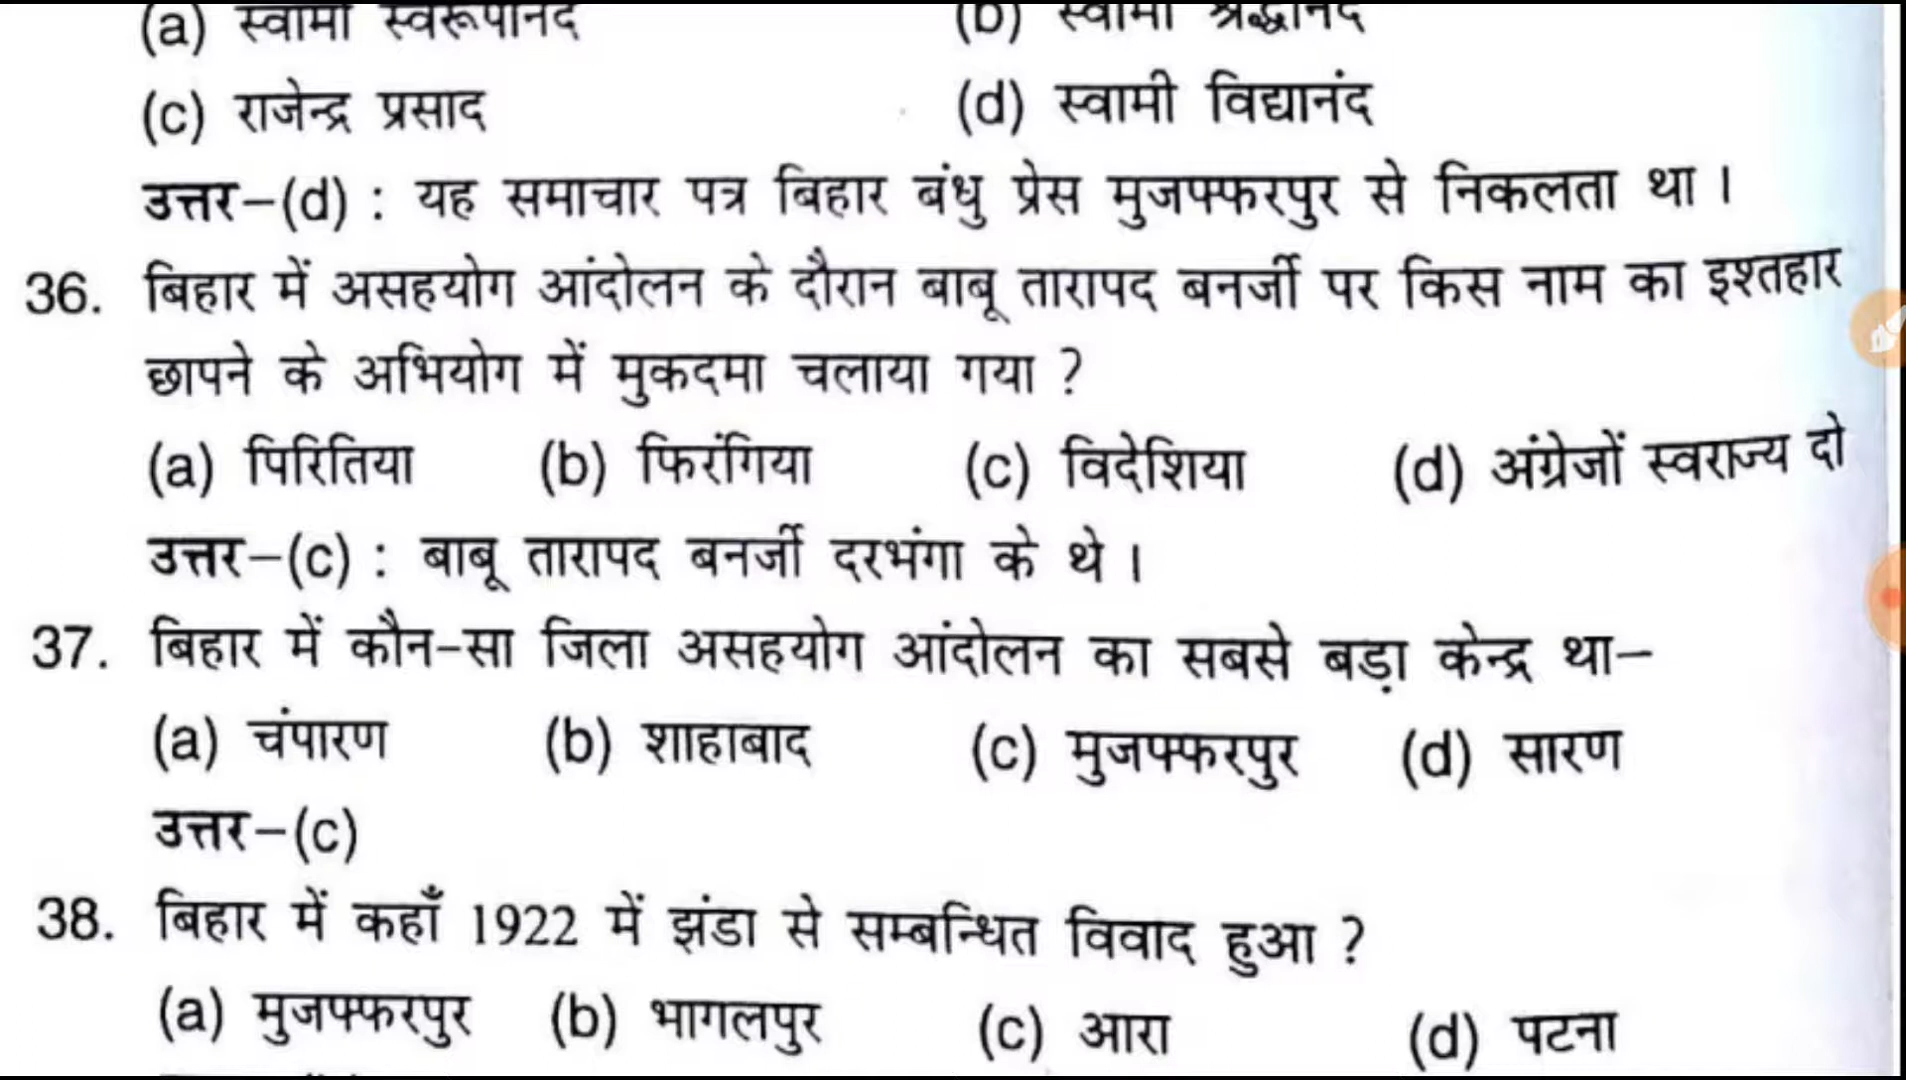 (a) स्वामी स्वरूपानंद (b) स्वामी श्रद्धानंद
(c) राजेन्द्र प्रसाद (d) स्वामी विद्यानंद
उत्तर–(d) : यह समाचार पत्र बिहार बंधु प्रेस मुजफ्फरपुर से निकलता था ।
36. बिहार में असहयोग आंदोलन के दौरान बाबू तारापद बनर्जी पर किस नाम का इश्तहार
छापने के अभियोग में मुकदमा चलाया गया ?
(a) पिरितिया (b) फिरंगिया (c) विदेशिया (d) अंग्रेजों स्वराज्य दो
उत्तर–(c) : बाबू तारापद बनर्जी दरभंगा के थे ।
37. बिहार में कौन-सा जिला असहयोग आंदोलन का सबसे बड़ा केन्द्र था–
(a) चंपारण (b) शाहाबाद (c) मुजफ्फरपुर (d) सारण
उत्तर–(c)
38. बिहार में कहाँ 1922 में झंडा से सम्बन्धित विवाद हुआ ?
(a) मुजफ्फरपुर (b) भागलपुर (c) आरा (d) पटना